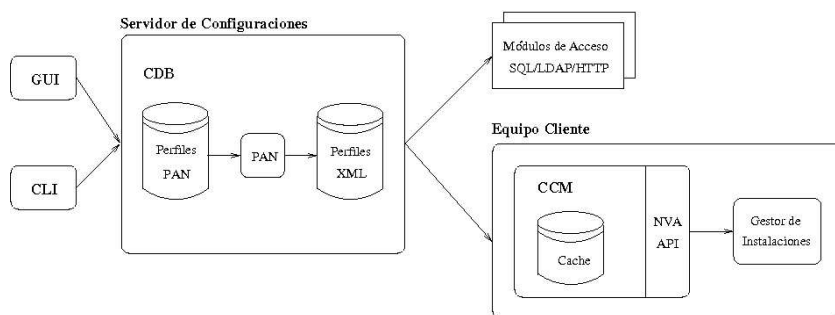 Servidor de Configuraciones
GUI
CLI
CDB
Perfiles
PAN
PAN
Perfiles
XML
Módulos de Acceso
SQL/LDAP/HTTP
Equipo Cliente
CCM
Cache
NVA
API
Gestor de
Instalaciones